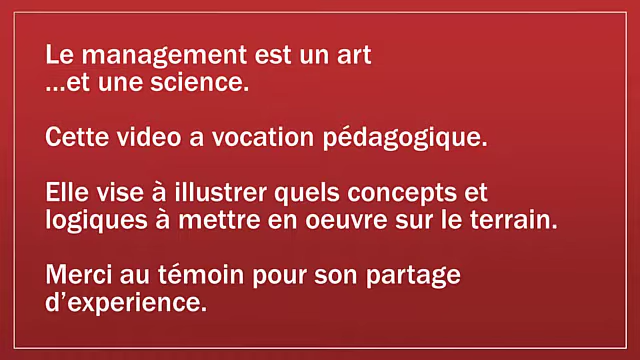 Le management est un art
...et une science.
Cette video a vocation pédagogique.
Elle vise à illustrer quels concepts et
logiques à mettre en oeuvre sur le terrain.
Merci au témoin pour son partage
d'experience.